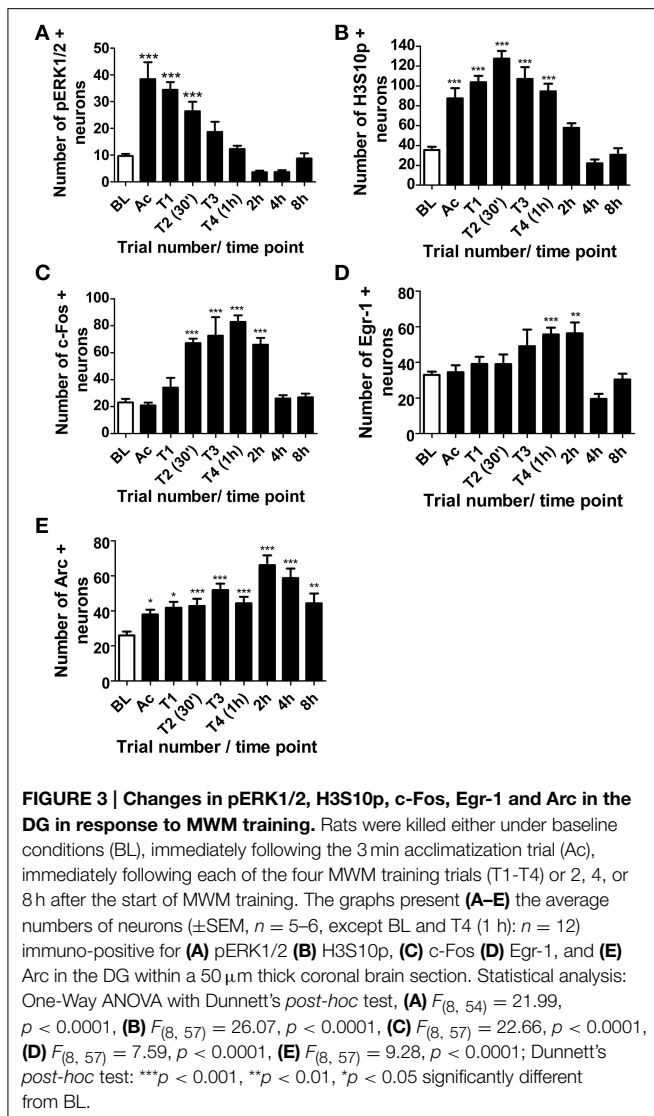 A
Number of pERK1/2 +
neurons
50
40
30
20
10
0
***
***
***
BL
Ac
T1
T2 (30')
T3
T4 (1h)
2h
4h
8h
Trial number/ time point
B
Number of H3S10p +
neurons
140
120
100
80
60
40
20
0
***
***
***
***
***
BL
Ac
T1
T2 (30')
T3
T4 (1h)
2h
4h
8h
Trial number/ time point
C
Number of c-Fos +
neurons
100
80
60
40
20
0
***
***
***
***
BL
Ac
T1
T2 (30')
T3
T4 (1h)
2h
4h
8h
Trial number/ time point
D
Number of Egr-1 +
neurons
80
60
40
20
0
***
**
BL
Ac
T1
T2 (30')
T3
T4 (1h)
2h
4h
8h
Trial number/ time point
E
Number of Arc +
neurons
80
60
40
20
0
*
*
***
***
***
***
***
**
BL
Ac
T1
T2 (30')
T3
T4 (1h)
2h
4h
8h
Trial number / time point
FIGURE 3 | Changes in pERK1/2, H3S10p, c-Fos, Egr-1 and Arc in the
DG in response to MWM training. Rats were killed either under baseline
conditions (BL), immediately following the 3 min acclimatization trial (Ac),
immediately following each of the four MWM training trials (T1-T4) or 2, 4, or
8 h after the start of MWM training. The graphs present (A–E) the average
numbers of neurons (±SEM, n = 5–6, except BL and T4 (1 h): n = 12)
immuno-positive for (A) pERK1/2 (B) H3S10p, (C) c-Fos (D) Egr-1, and (E)
Arc in the DG within a 50 μm thick coronal brain section. Statistical analysis:
One-Way ANOVA with Dunnett's post-hoc test, (A) F(8, 54) = 21.99,
p < 0.0001, (B) F(8, 57) = 26.07, p < 0.0001, (C) F(8, 57) = 22.66, p < 0.0001,
(D) F(8, 57) = 7.59, p < 0.0001, (E) F(8, 57) = 9.28, p < 0.0001; Dunnett's
post-hoc test: ***p < 0.001, **p < 0.01, *p < 0.05 significantly different
from BL.